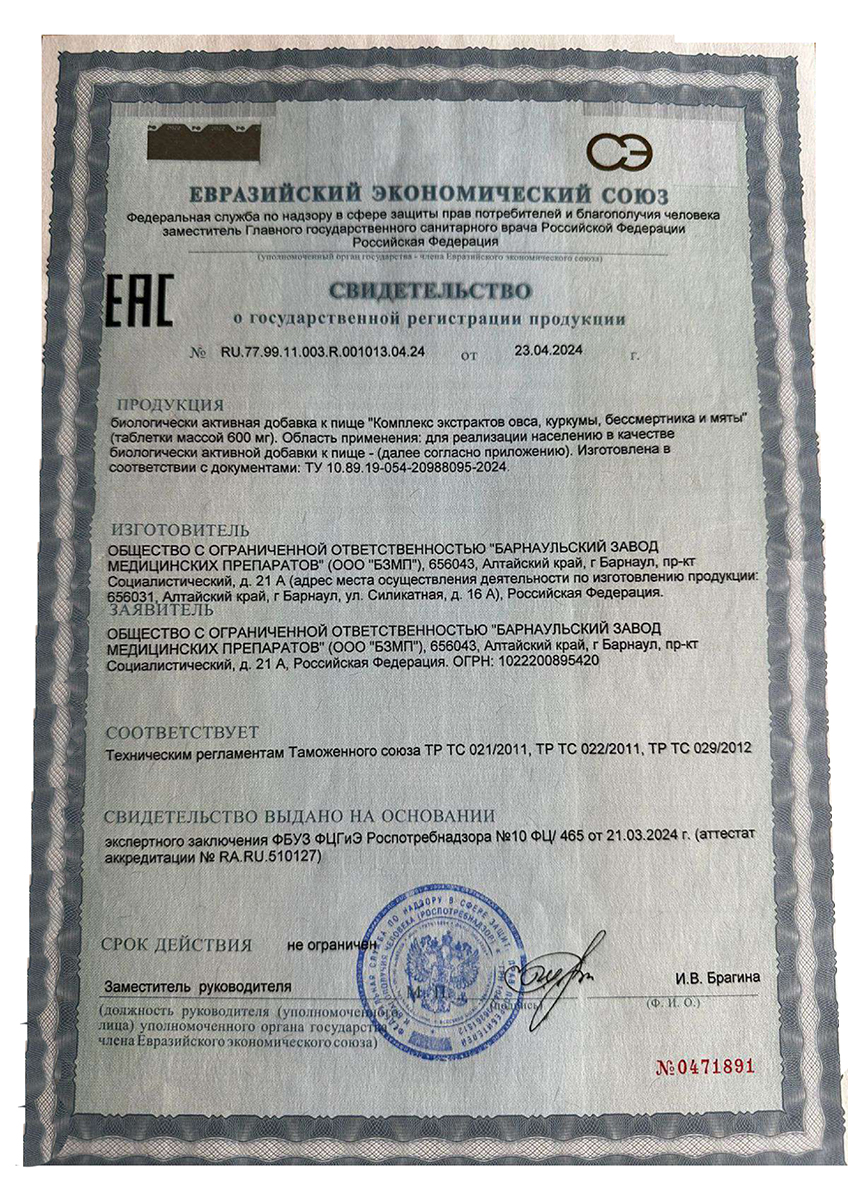 СЭ
ЕВРАЗИЙСКИЙ ЭКОНОМИЧЕСКИЙ СОЮЗ
Федеральная служба по надзору в сфере защиты прав потребителей и благополучия человека
заместитель Главного государственного санитарного врача Российской Федерации
Российская Федерация
(уполномоченный орган государства - члена Евразийского экономического союза)
ЕАС
СВИДЕТЕЛЬСТВО
о государственной регистрации продукции
№ RU.77.99.11.003.R.001013.04.24 от 23.04.2024 г.
ПРОДУКЦИЯ
биологически активная добавка к пище "Комплекс экстрактов овса, куркумы, бессмертника и мяты"
(таблетки массой 600 мг). Область применения: для реализации населению в качестве
биологически активной добавки к пище - (далее согласно приложению). Изготовлена в
соответствии с документами: ТУ 10.89.19-054-20988095-2024.
ИЗГОТОВИТЕЛЬ
ОБЩЕСТВО С ОГРАНИЧЕННОЙ ОТВЕТСТВЕННОСТЬЮ "БАРНАУЛЬСКИЙ ЗАВОД
МЕДИЦИНСКИХ ПРЕПАРАТОВ" (ООО "БЗМП"), 656043, Алтайский край, г Барнаул, пр-кт
Социалистический, д. 21 А (адрес места осуществления деятельности по изготовлению продукции:
656031, Алтайский край, г Барнаул, ул. Силикатная, д. 16 А), Российская Федерация.
ЗАЯВИТЕЛЬ
ОБЩЕСТВО С ОГРАНИЧЕННОЙ ОТВЕТСТВЕННОСТЬЮ "БАРНАУЛЬСКИЙ ЗАВОД
МЕДИЦИНСКИХ ПРЕПАРАТОВ" (ООО "БЗМП"), 656043, Алтайский край, г Барнаул, пр-кт
Социалистический, д. 21 А, Российская Федерация. ОГРН: 1022200895420
СООТВЕТСТВУЕТ
Техническим регламентам Таможенного союза ТР ТС 021/2011, ТР ТС 022/2011, ТР ТС 029/2012
СВИДЕТЕЛЬСТВО ВЫДАНО НА ОСНОВАНИИ
экспертного заключения ФБУЗ ФЦГиЭ Роспотребнадзора №10 ФЦ/ 465 от 21.03.2024 г. (аттестат
аккредитации № RA.RU.510127)
СРОК ДЕЙСТВИЯ не ограничен
Заместитель руководителя М. П. И.В. Брагина
(подпись) (Ф. И. О.)
(должность руководителя (уполномоченного
лица) уполномоченного органа государства
члена Евразийского экономического союза)
№0471891